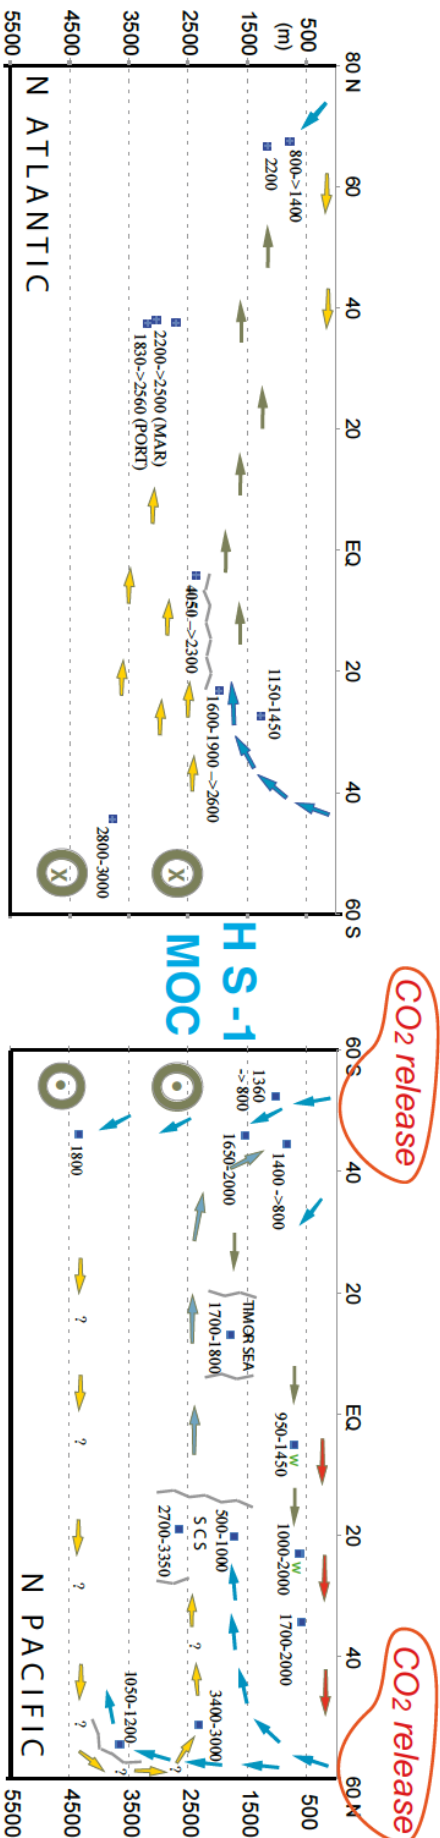 CO2 release
CO2 release
80 N
60
40
20
EQ
20
40
60 S
60 S
40
20
EQ
20
40
60 N
500
(m)
1500
2500
3500
4500
5500
800->1400
2200
2200->2500 (MAR)
1830->2560 (PORT)
4050 -->2300
1150-1450
1600-1900 -->2600
2800-3000
X
X
N ATLANTIC
HS-1
MOC
1360
-> 800
1400 ->800
1650-2000
1800
TIMOR SEA
1700-1800
950-1450
w
1000-2000
w
1700-2000
500-1000
S C S
2700-3350
3400-3000
1050-1200
?
?
?
?
?
?
?
?
N PACIFIC
500
1500
2500
3500
4500
5500